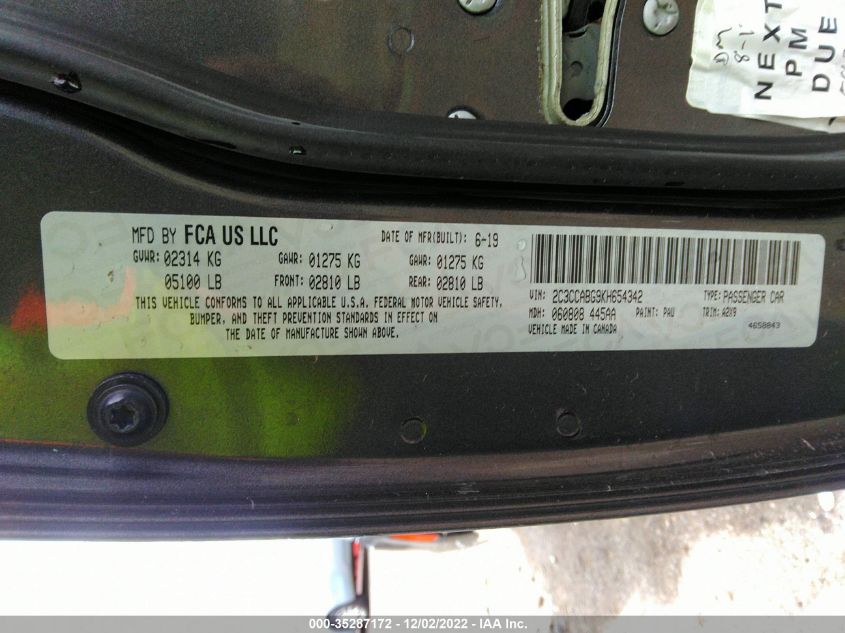 1-8
MG
NEXT
PM
DUE
MFD BY FCA US LLC
DATE OF MFR(BUILT): 6-19
GVWR: 02314 KG GAWR: 01275 KG GAWR: 01275 KG
05100 LB FRONT: 02810 LB REAR: 02810 LB
THIS VEHICLE CONFORMS TO ALL APPLICABLE U.S.A. FEDERAL MOTOR VEHICLE SAFETY,
BUMPER, AND THEFT PREVENTION STANDARDS IN EFFECT ON
THE DATE OF MANUFACTURE SHOWN ABOVE.
VIN: 2C3CCABG9KH654342 TYPE: PASSENGER CAR
MDH: 060808 445AA PAINT: PAU TRIM: A2X9
VEHICLE MADE IN CANADA 4658843
000-35287172 - 12/02/2022 - IAA Inc.